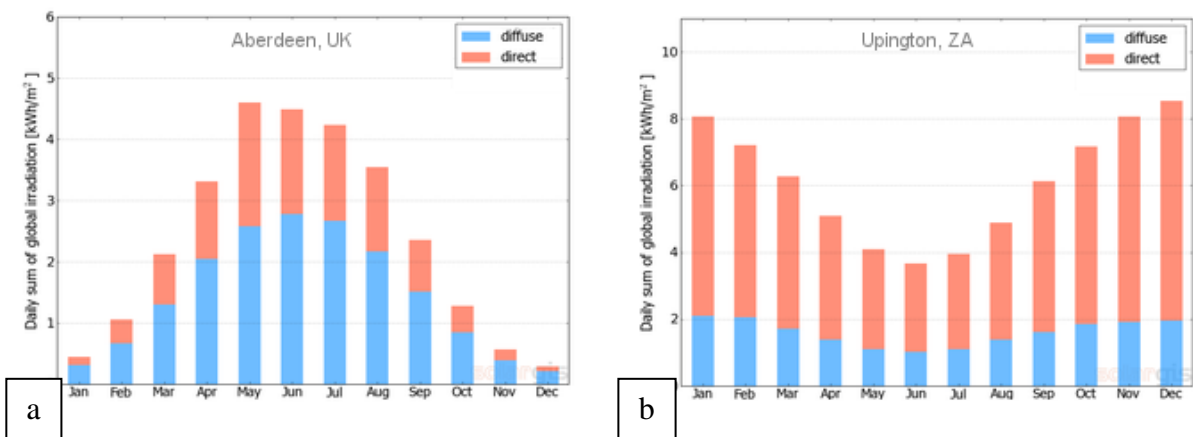 Aberdeen, UK
diffuse
direct
Daily sum of global irradiation [kWh/m² ]
6
5
4
3
2
1
Jan Feb Mar Apr May Jun Jul Aug Sep Oct Nov Dec
a
Upington, ZA
diffuse
direct
Daily sum of global irradiation [kWh/m² ]
10
8
6
4
2
Jan Feb Mar Apr May Jun Jul Aug Sep Oct Nov Dec
b